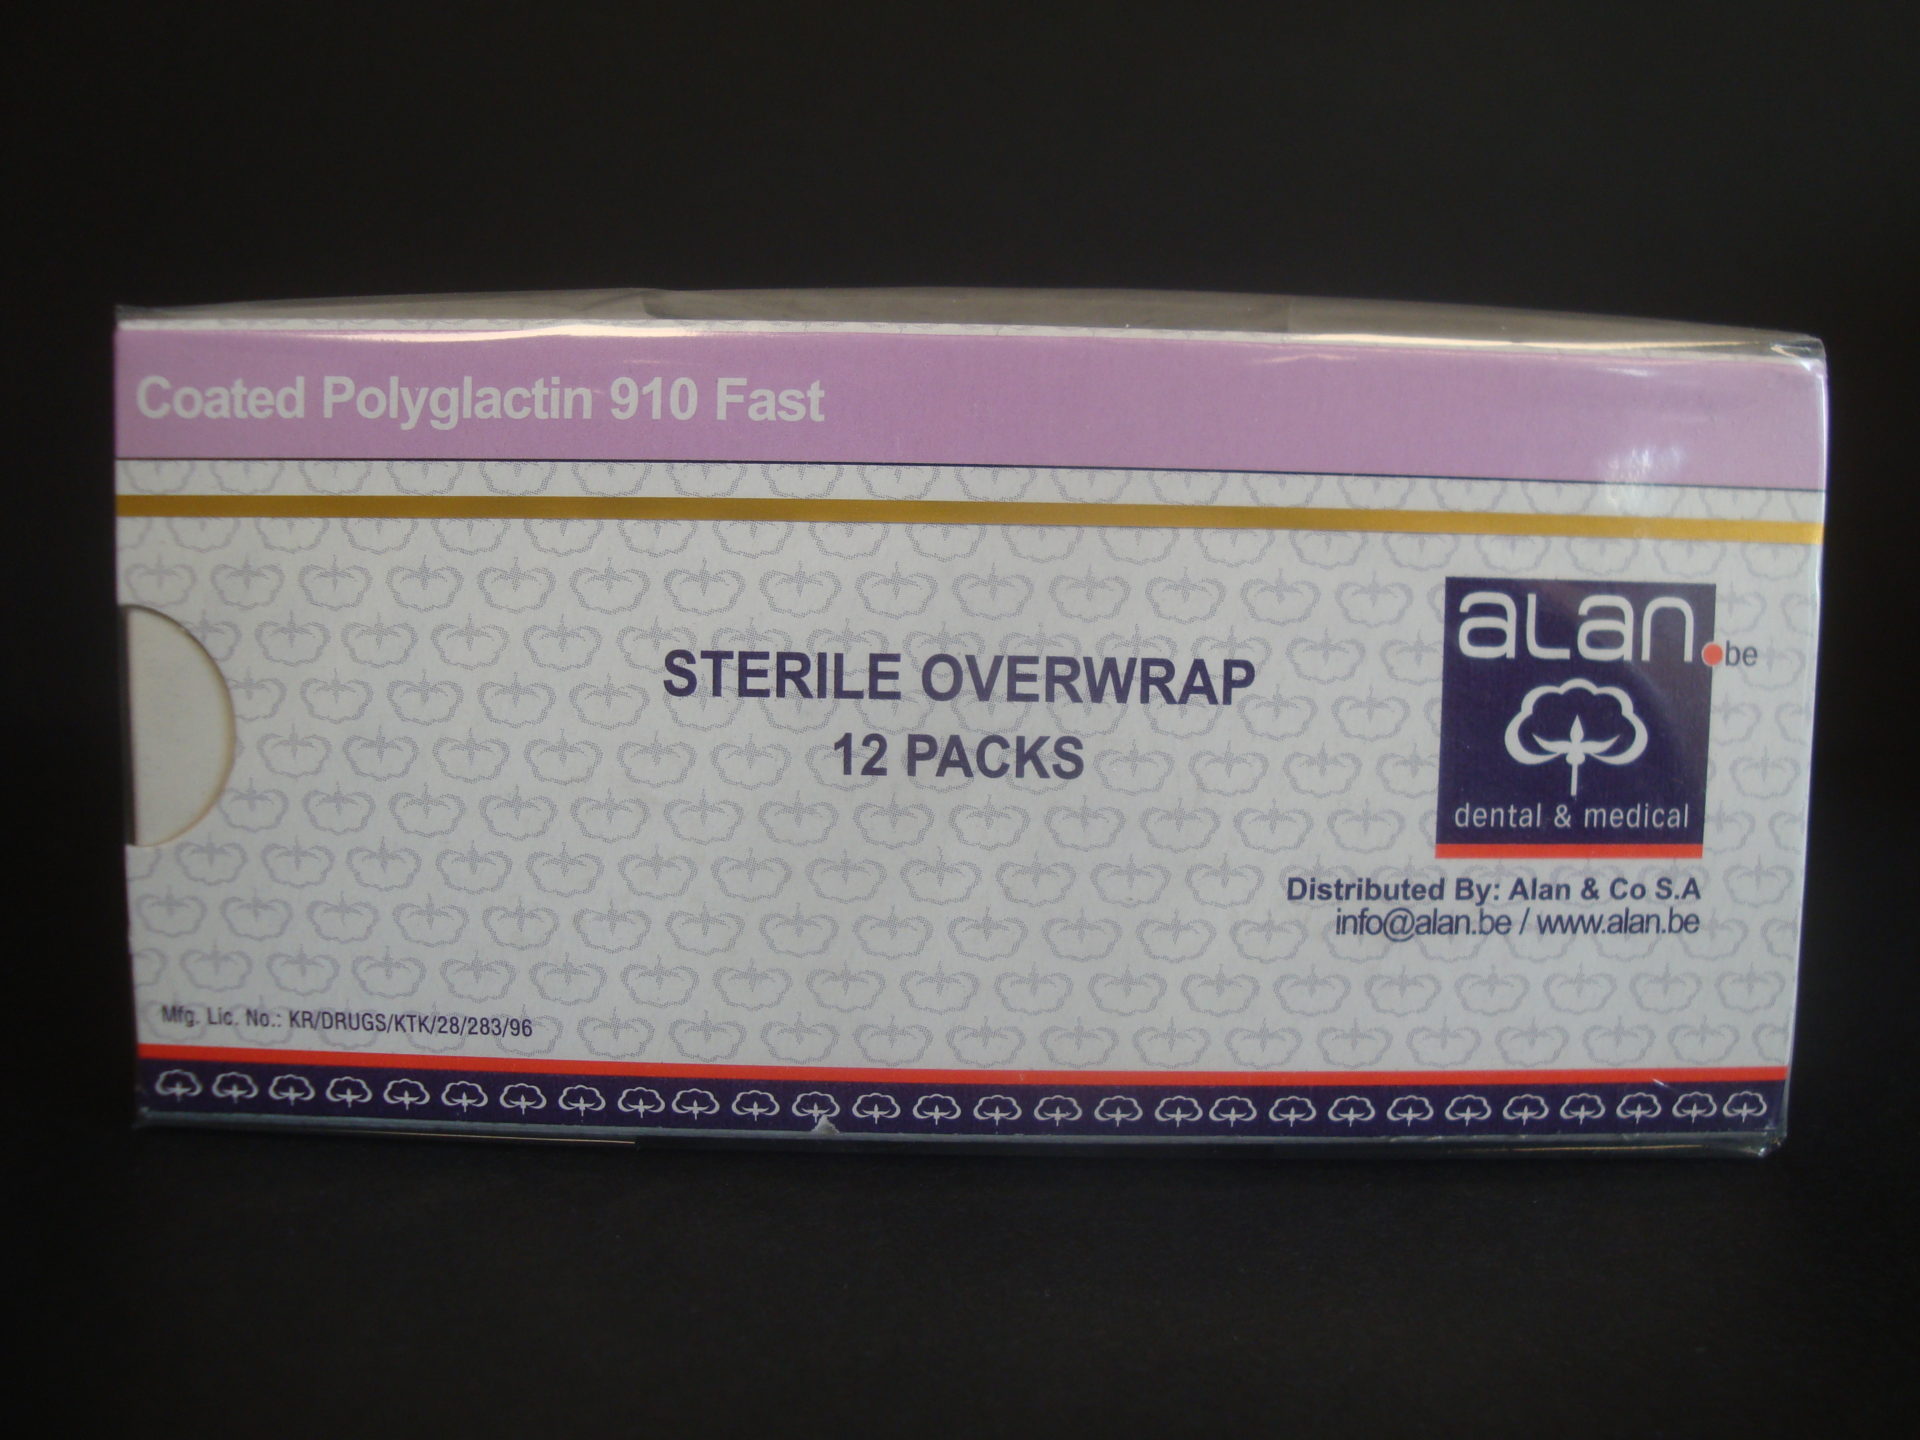 Coated Polyglactin 910 Fast
STERILE OVERWRAP
12 PACKS
aLan.be
dental & medical
Distributed By: Alan & Co S.A
info@alan.be / www.alan.be
Mfg. Lic. No.: KR/DRUGS/KTK/28/283/96